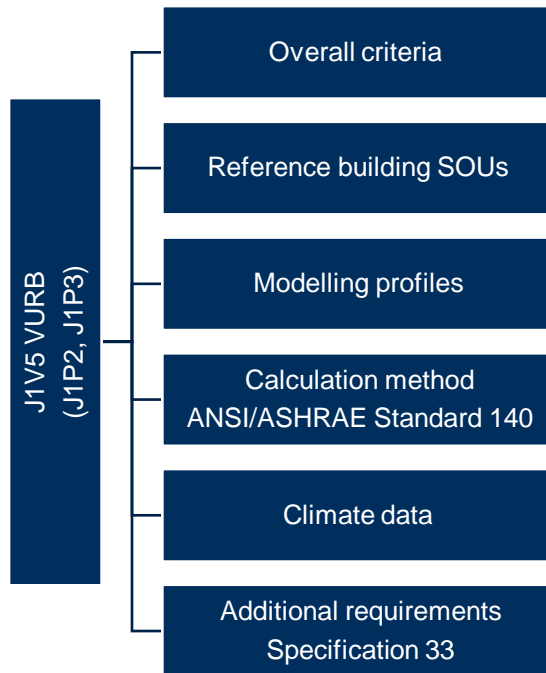 J1V5 VURB
(J1P2, J1P3)
Overall criteria
Reference building SOUs
Modelling profiles
Calculation method
ANSI/ASHRAE Standard 140
Climate data
Additional requirements
Specification 33